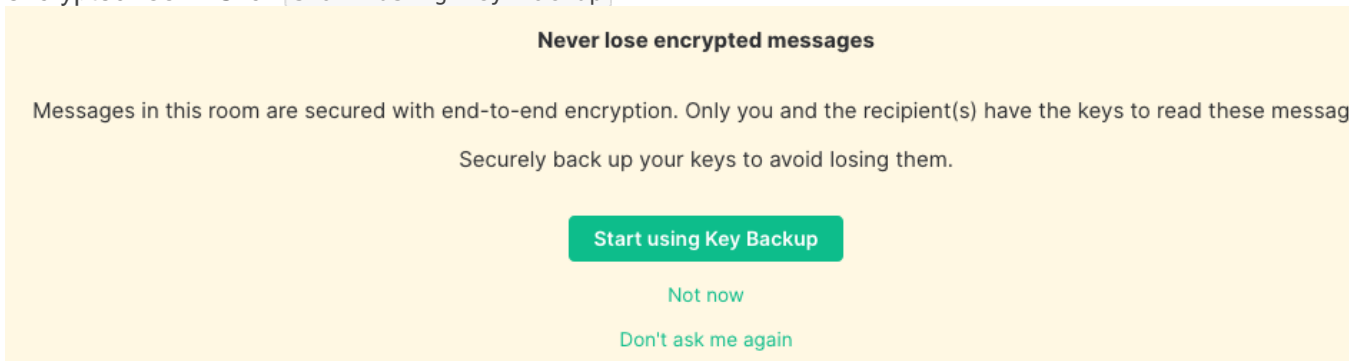 Never lose encrypted messages
Messages in this room are secured with end-to-end encryption. Only you and the recipient(s) have the keys to read these messag
Securely back up your keys to avoid losing them.
Start using Key Backup
Not now
Don't ask me again